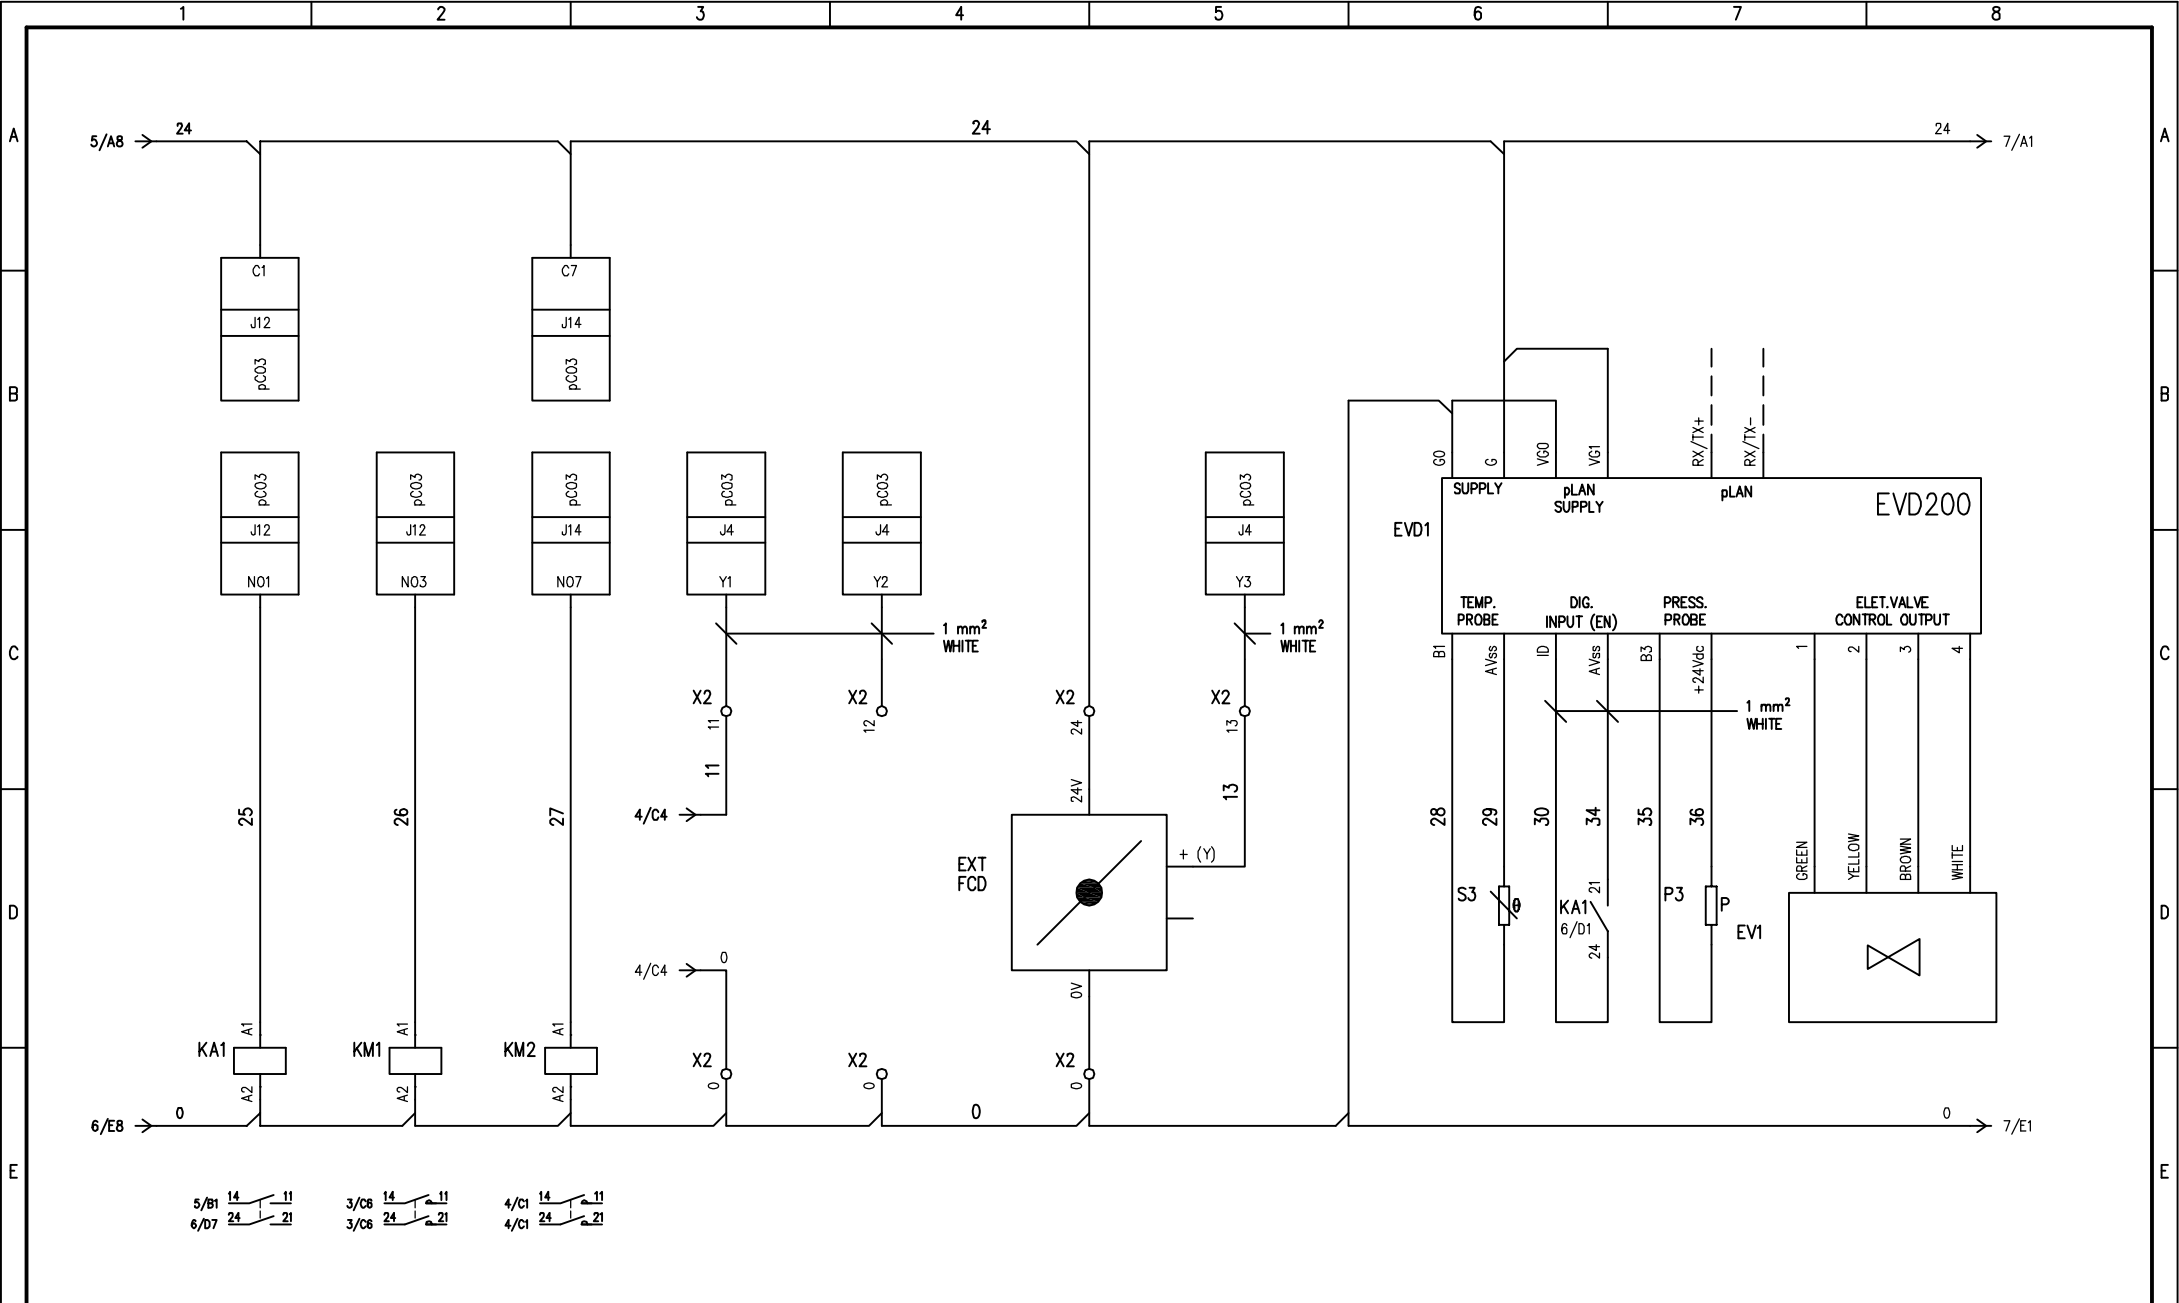 1 2 3 4 5 6 7 8
A A
5/A8 24 24 24 7/A1
C1 C7
J12 J14
pCO3 pCO3
B B
G0 G VG0 VG1 RX/TX+ RX/TX-
pCO3 pCO3 pCO3 pCO3 pCO3 pCO3
J12 J12 J14 J4 J4 J4
NO1 NO3 NO7 Y1 Y2 Y3
SUPPLY pLAN pLAN EVD200
SUPPLY
EVD1
TEMP. DIG. PRESS. ELET.VALVE
PROBE INPUT (EN) PROBE CONTROL OUTPUT
1 mm² 1 mm²
WHITE WHITE
C C
B1 AVss ID AVss B3 +24Vdc 1 2 3 4
X2 X2 X2 X2
11 12 24 13
1 mm²
WHITE
11 24V 13
4/C4
25 26 27 28 29 30 34 35 36
GREEN YELLOW BROWN WHITE
EXT
FCD
+ (Y)
D D
S3 θ KA1 21 P3 P
6/D1 24 EV1
4/C4 0
0V
A1 A1 A1
KA1 KM1 KM2 X2 X2 X2
A2 A2 A2 0 0 0
6/E8 0 0 0 7/E1
E E
5/B1 14 11 3/C6 14 11 4/C1 14 11
6/D7 24 21 3/C6 24 21 4/C1 24 21